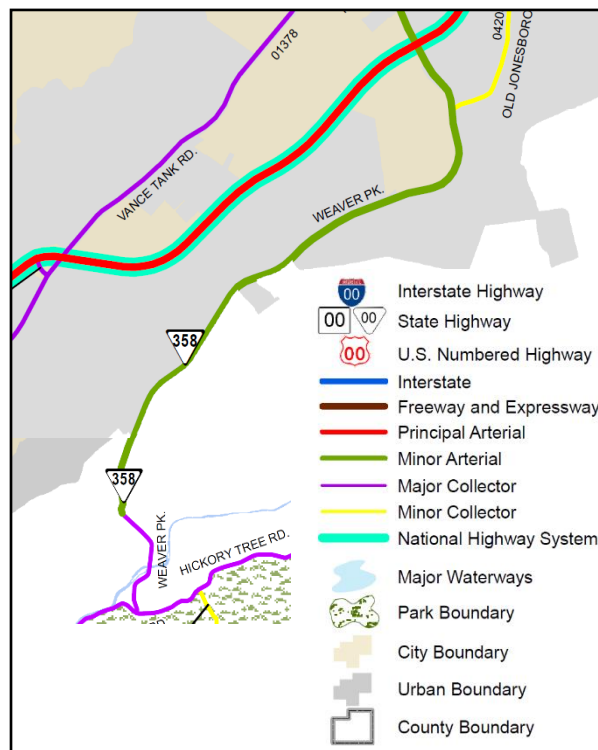 01378
0420
OLD JONESBORO
VANCE TANK RD.
WEAVER PK.
358
358
WEAVER PK.
HICKORY TREE RD.
00
Interstate Highway
00 00
State Highway
00
U.S. Numbered Highway
Interstate
Freeway and Expressway
Principal Arterial
Minor Arterial
Major Collector
Minor Collector
National Highway System
Major Waterways
Park Boundary
City Boundary
Urban Boundary
County Boundary